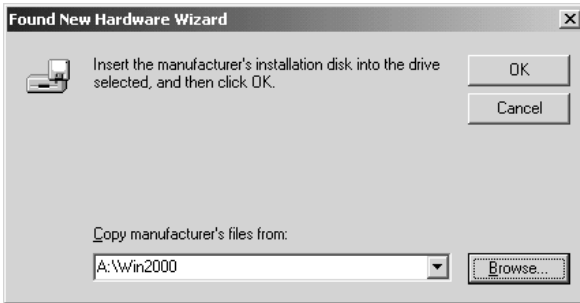 Found New Hardware Wizard
Insert the manufacturer's installation disk into the drive
selected, and then click OK.
OK
Cancel
Copy manufacturer's files from:
A:\Win2000
Browse...